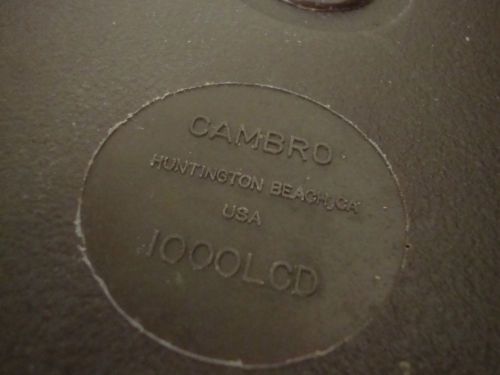 CAMBRO
HUNTINGTON BEACH,CA
USA
1000LCD